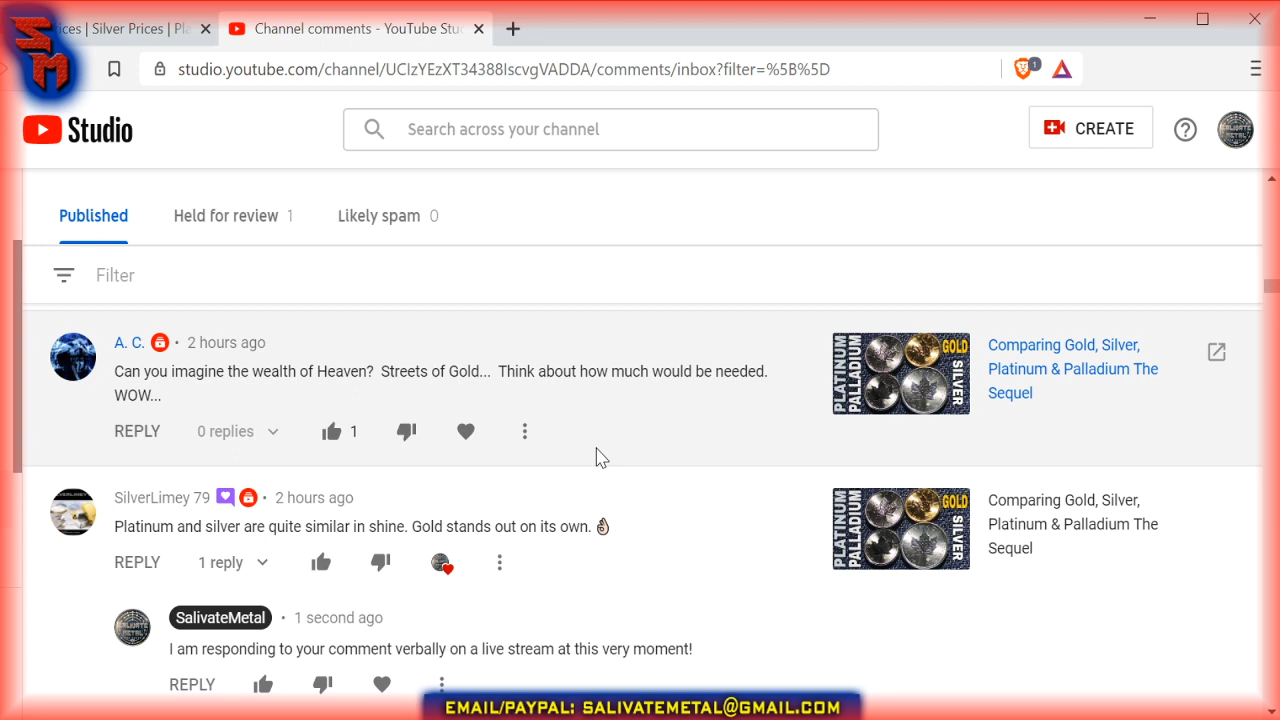 SM
ices | Silver Prices | Pla
Channel comments - YouTube Stu
studio.youtube.com/channel/UCIzYEzXT34388IscvgVADDA/comments/inbox?filter=%5B%5D
1
Studio
Search across your channel
CREATE
Published
Held for review 1
Likely spam 0
Filter
A. C. • 2 hours ago
Can you imagine the wealth of Heaven? Streets of Gold... Think about how much would be needed.
WOW...
REPLY 0 replies 1
PLATINUM
PALLADIUM
GOLD
SILVER
Comparing Gold, Silver,
Platinum & Palladium The
Sequel
SilverLimey 79 • 2 hours ago
Platinum and silver are quite similar in shine. Gold stands out on its own. 👌🏼
REPLY 1 reply
PLATINUM
PALLADIUM
GOLD
SILVER
Comparing Gold, Silver,
Platinum & Palladium The
Sequel
SalivateMetal • 1 second ago
I am responding to your comment verbally on a live stream at this very moment!
REPLY
EMAIL/PAYPAL: SALIVATEMETAL@GMAIL.COM